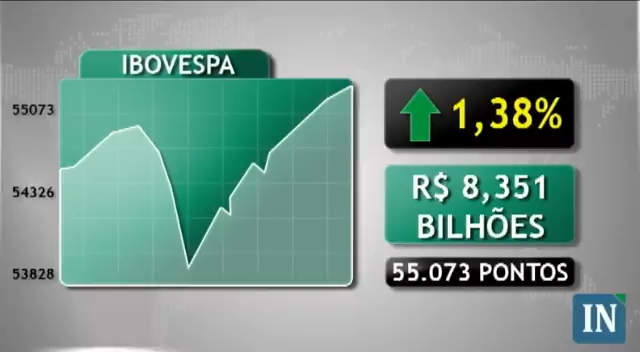 IBOVESPA
55073
54326
53828
1,38%
R$ 8,351
BILHÕES
55.073 PONTOS
IN